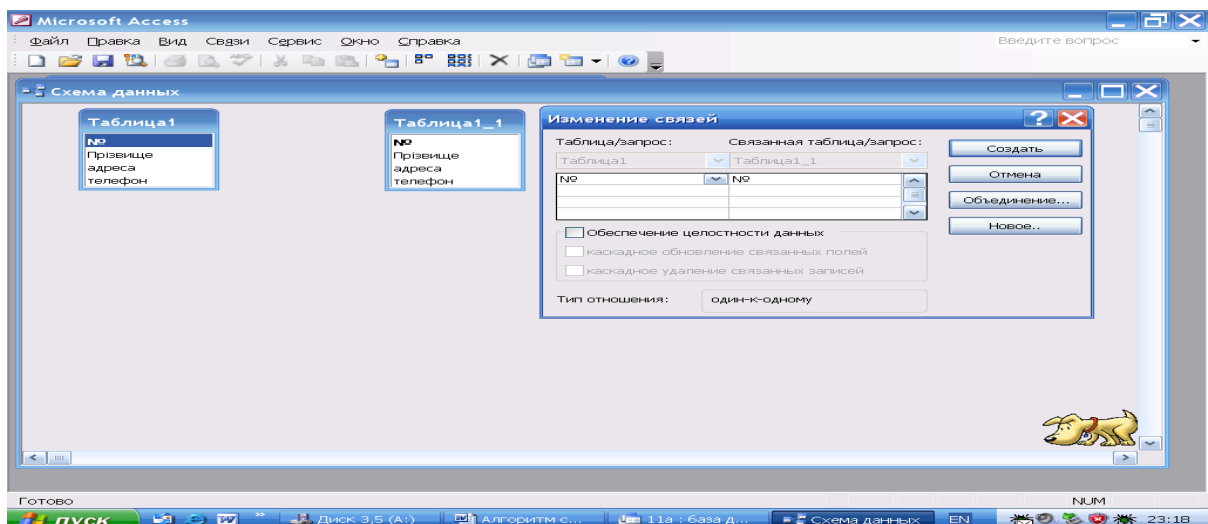 Microsoft Access
Файл Правка Вид Связи Сервис Окно Справка Введите вопрос
Схема данных
Таблица1
№
Прізвище
адреса
телефон
Таблица1_1
№
Прізвище
адреса
телефон
Изменение связей
Таблица/запрос: Связанная таблица/запрос:
Таблица1 Таблица1_1
№ №
Обеспечение целостности данных
каскадное обновление связанных полей
каскадное удаление связанных записей
Тип отношения: один-к-одному
Создать
Отмена
Объединение...
Новое..
Готово NUM
пуск Диск 3,5 (A:) Алгоритм с... 11а : база д... Схема данных EN 23:18